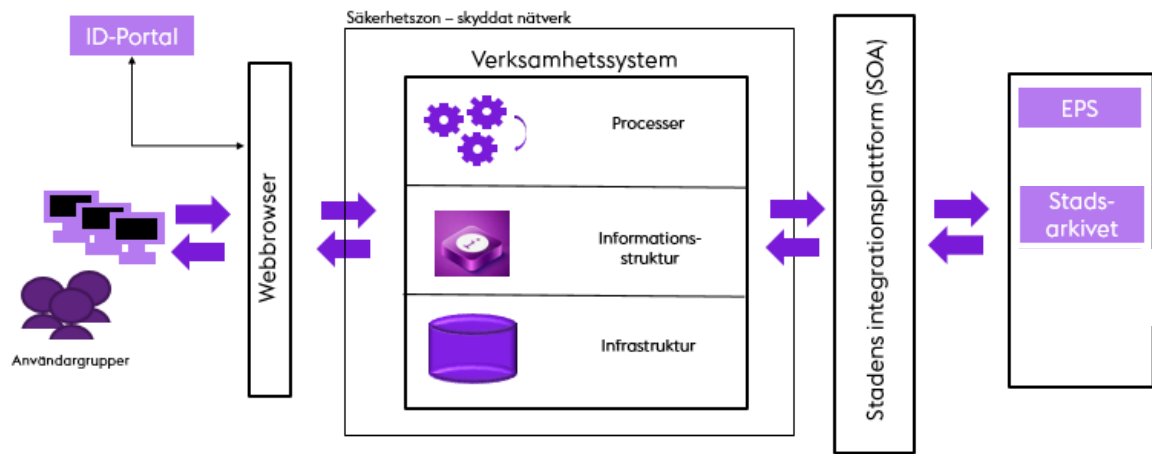 Säkerhetszon – skyddat nätverk
ID-Portal
Verksamhetssystem
Webbrowser
Processer
Informations-
struktur
Infrastruktur
Användargrupper
Stadens integrationsplattform (SOA)
EPS
Stads-
arkivet